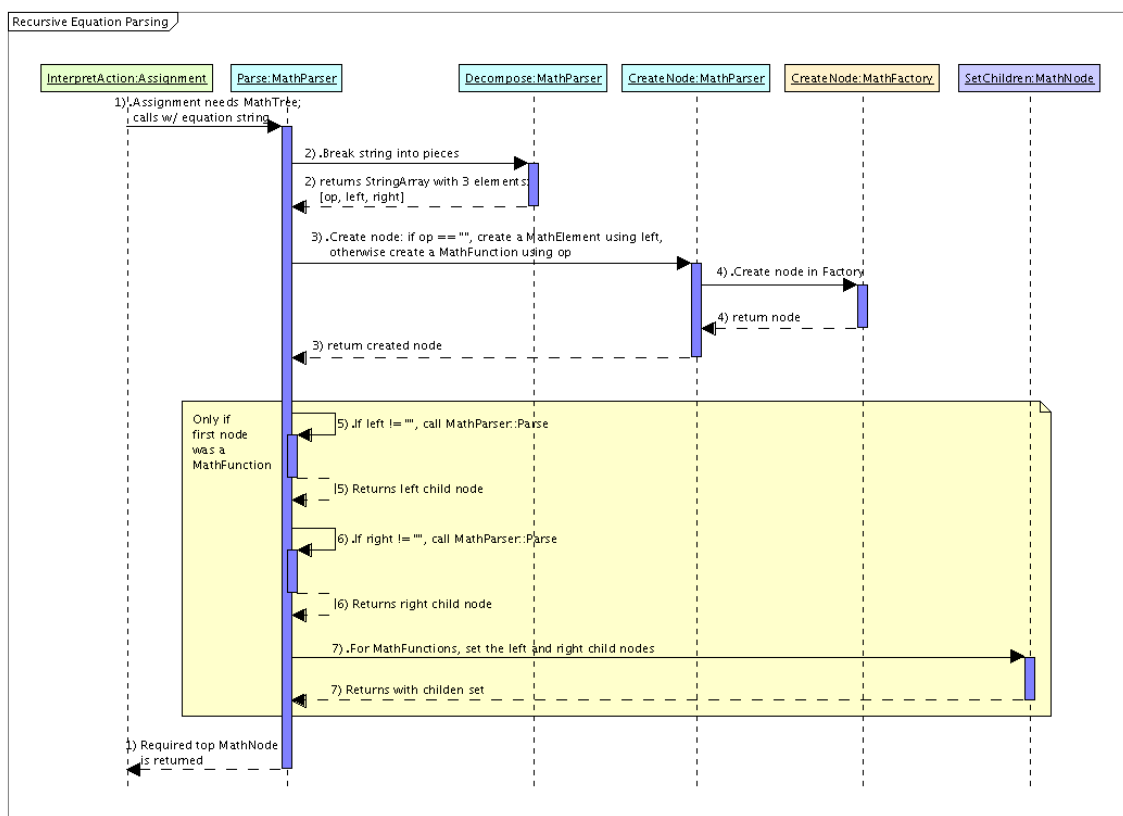 Recursive Equation Parsing
InterpretAction:Assignment
Parse:MathParser
Decompose:MathParser
CreateNode:MathParser
CreateNode:MathFactory
SetChildren:MathNode
1).Assignment needs MathTree;
calls w/ equation string
2).Break string into pieces
2) returns StringArray with 3 elements:
[op, left, right]
3).Create node: if op == "", create a MathElement using left,
otherwise create a MathFunction using op
4).Create node in Factory
4) return node
3) return created node
Only if
first node
was a
MathFunction
5).If left != "", call MathParser::Parse
5) Returns left child node
6).If right != "", call MathParser::Parse
6) Returns right child node
7).For MathFunctions, set the left and right child nodes
7) Returns with childen set
1) Required top MathNode
is returned